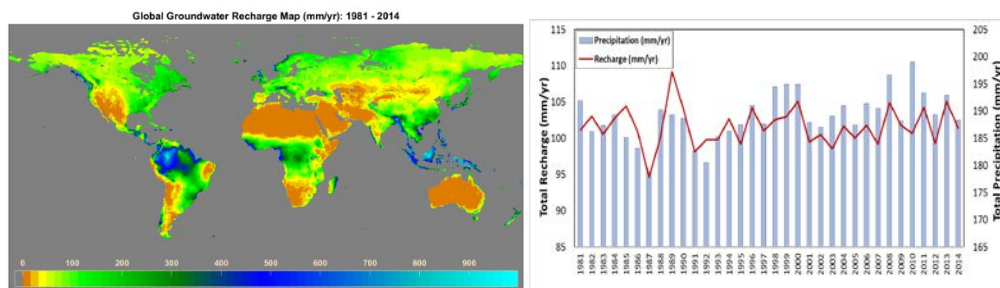 Global Groundwater Recharge Map (mm/yr): 1981 - 2014
0 100 200 300 400 500 600 700 800 900
Total Recharge (mm/yr)
115
110
105
100
95
90
85
Precipitation (mm/yr)
Recharge (mm/yr)
205
200
195
190
185
180
175
170
165
Total Precipitation (mm/yr)
1981 1982 1983 1984 1985 1986 1987 1988 1989 1990 1991 1992 1993 1994 1995 1996 1997 1998 1999 2000 2001 2002 2003 2004 2005 2006 2007 2008 2009 2010 2011 2012 2013 2014